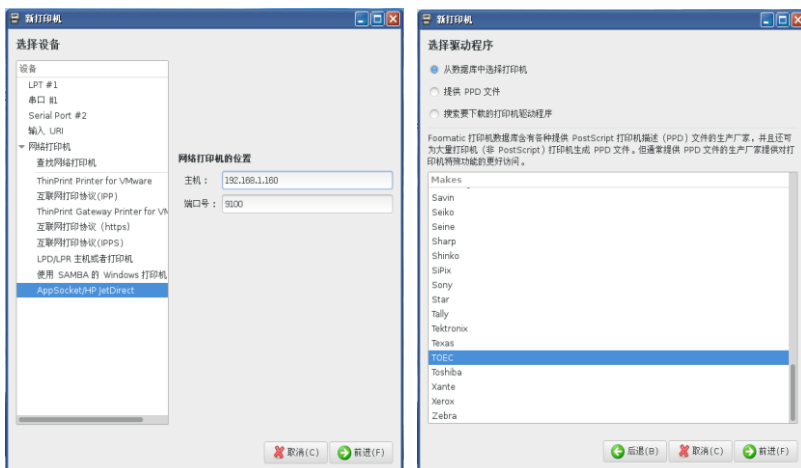 新打印机
选择设备
设备
LPT #1
串口 #1
Serial Port #2
输入 URI
网络打印机
查找网络打印机
ThinPrint Printer for VMware
互联网打印协议(IPP)
ThinPrint Gateway Printer for VM
互联网打印协议 (https)
互联网打印协议(IPPS)
LPD/LPR 主机或者打印机
使用 SAMBA 的 Windows 打印机
AppSocket/HP JetDirect
网络打印机的位置
主机： 192.168.1.160
端口号： 9100
取消(C) 前进(F)
新打印机
选择驱动程序
从数据库中选择打印机
提供 PPD 文件
搜索要下载的打印机驱动程序
Foomatic 打印机数据库含有各种提供 PostScript 打印机描述（PPD）文件的生产厂家，并且还可
为大量打印机（非 PostScript）打印机生成 PPD 文件。但通常提供 PPD 文件的生产厂家提供对打
印机特殊功能的更好访问。
Makes
Savin
Seiko
Seine
Sharp
Shinko
SiPix
Sony
Star
Tally
Tektronix
Texas
TOEC
Toshiba
Xante
Xerox
Zebra
后退(B) 取消(C) 前进(F)